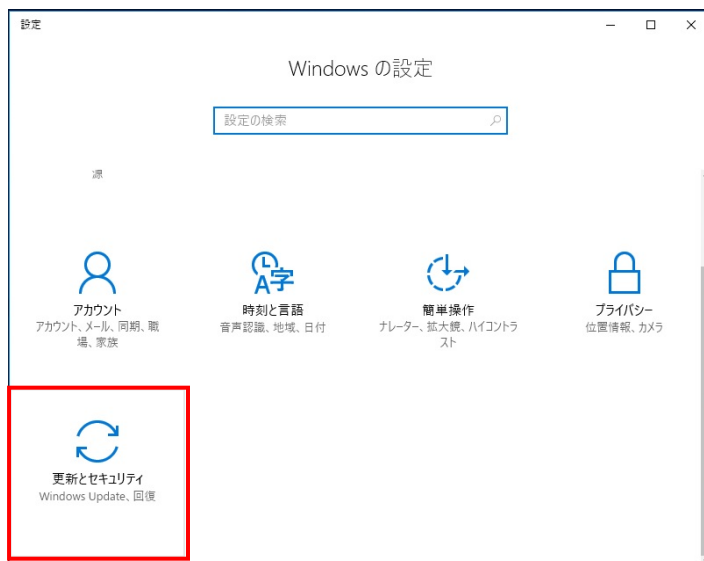 設定
Windows の設定
設定の検索
源
アカウント
アカウント、メール、同期、職
場、家族
時刻と言語
音声認識、地域、日付
簡単操作
ナレーター、拡大鏡、ハイコントラ
スト
プライバシー
位置情報、カメラ
更新とセキュリティ
Windows Update、回復